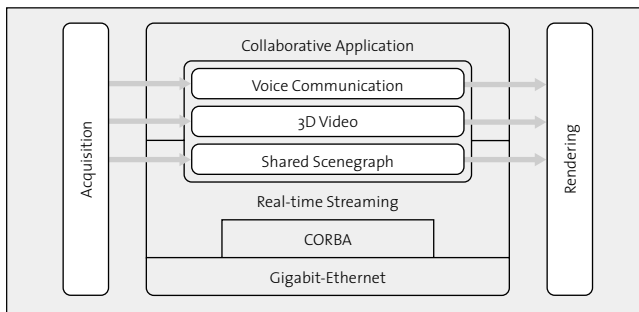 Collaborative Application
Voice Communication
3D Video
Shared Scenegraph
Real-time Streaming
CORBA
Gigabit-Ethernet
Acquisition
Rendering